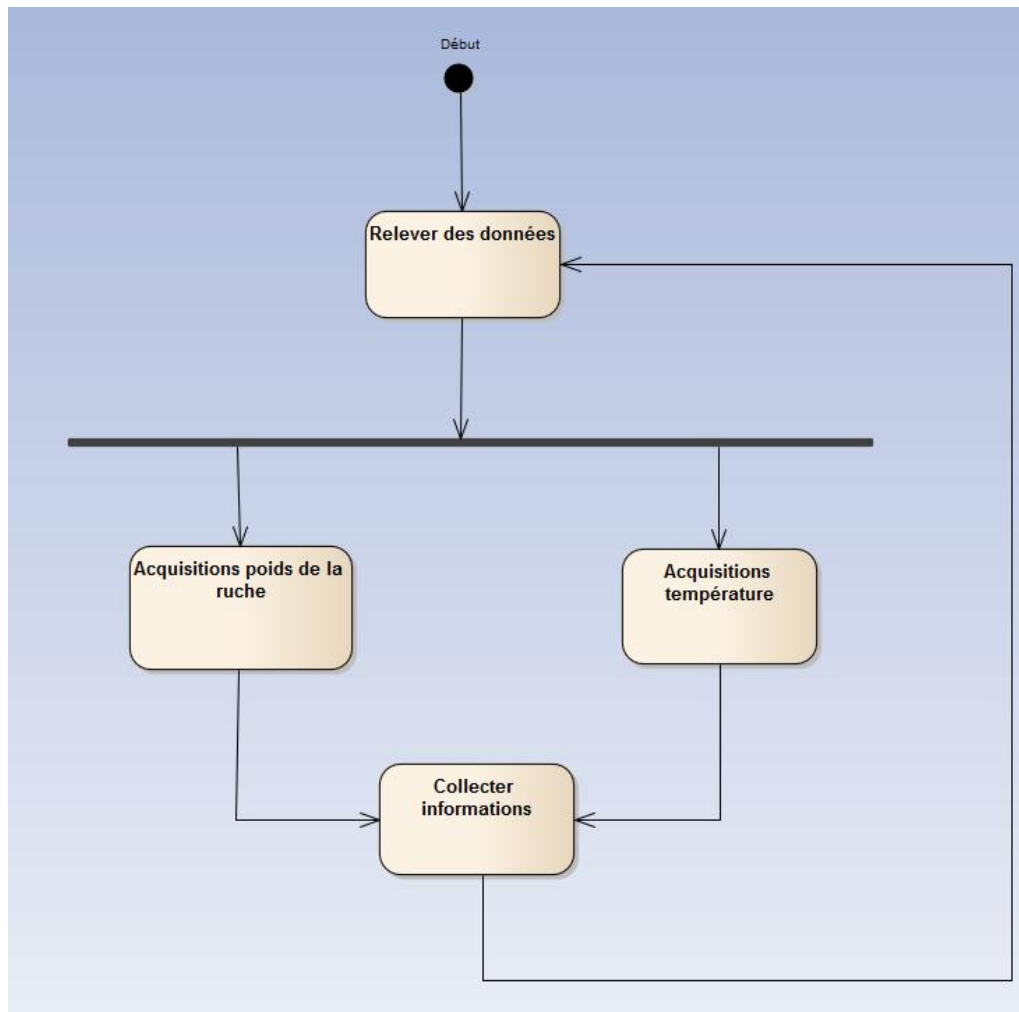 Début
Relever des données
Acquisitions poids de la
ruche
Acquisitions
température
Collecter
informations